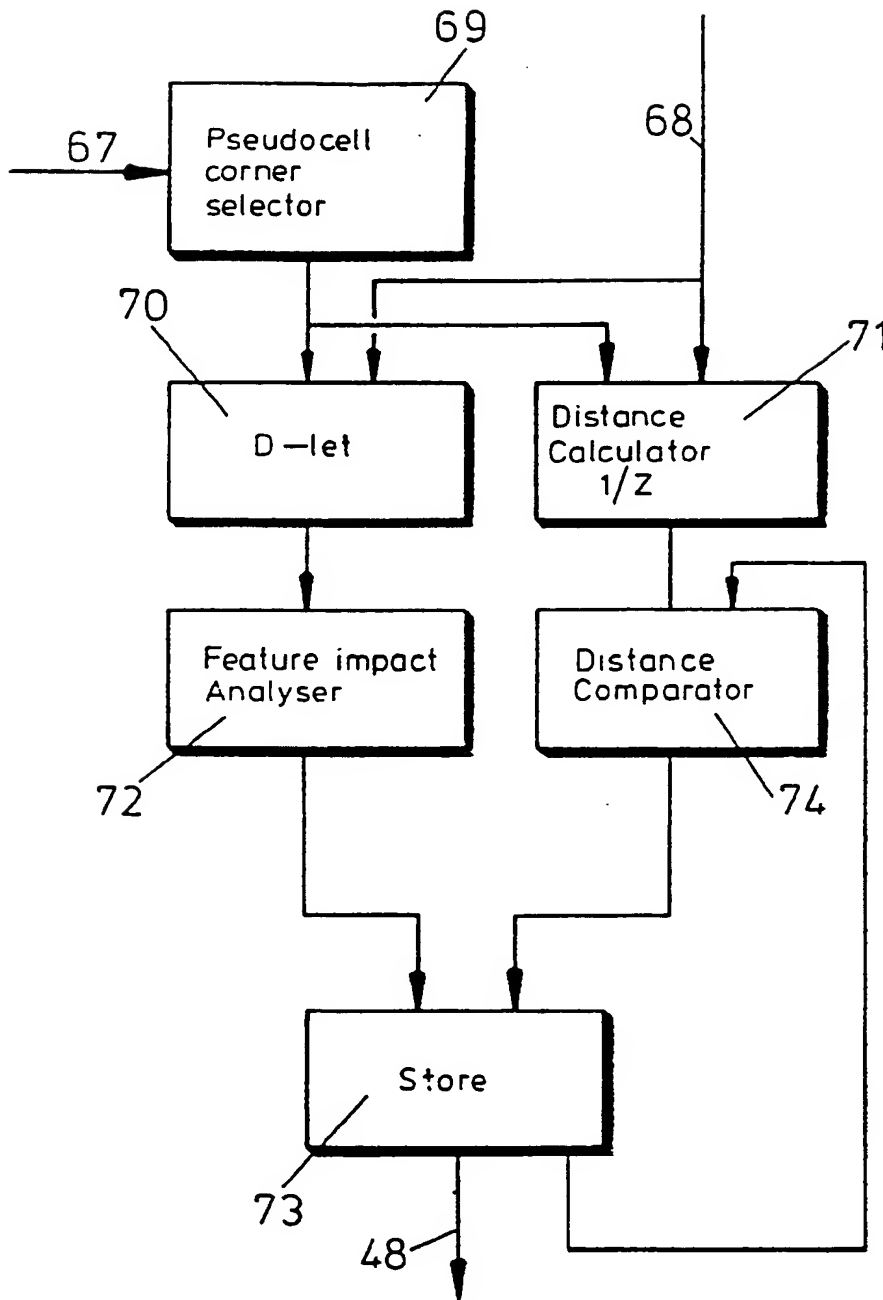 69
67
Pseudocell
corner
selector
68
70
71
D-let
Distance
Calculator
1/Z
Feature impact
Analyser
Distance
Comparator
72
74
Store
73
48